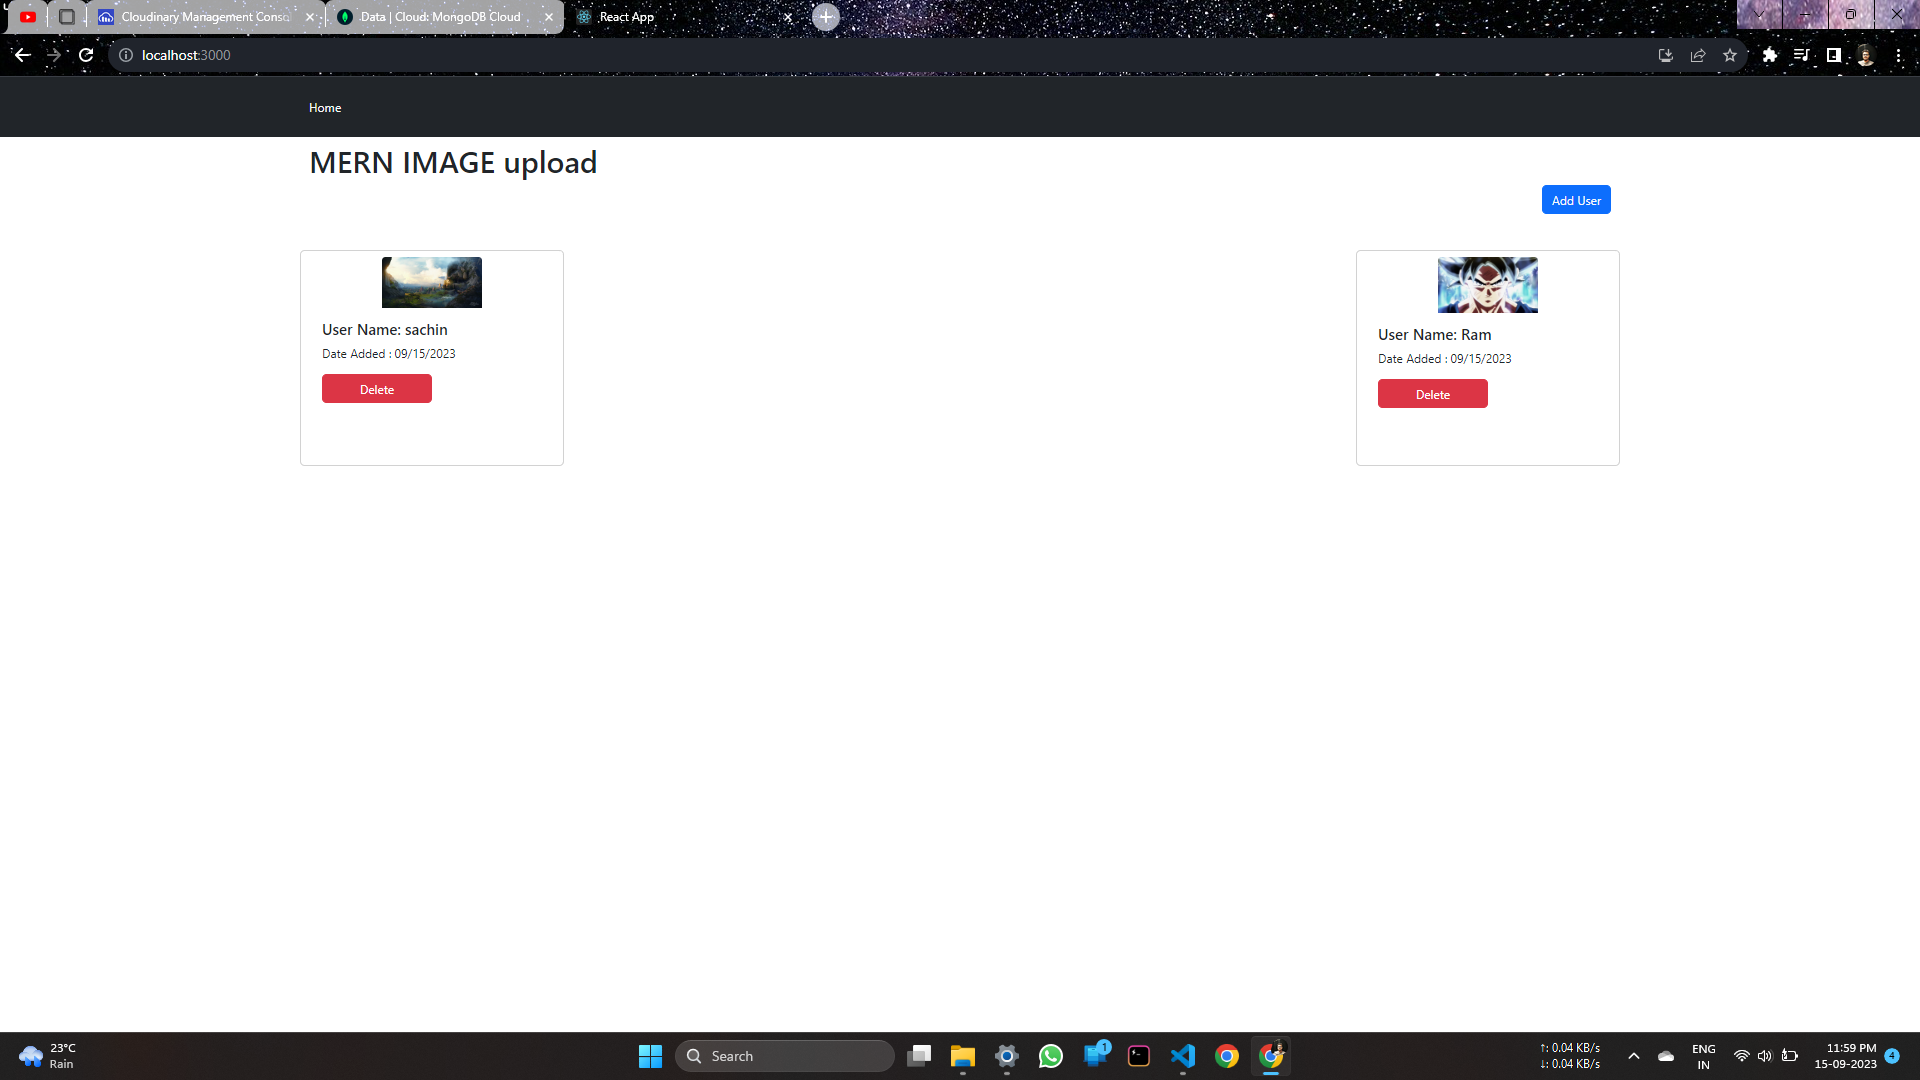 Cloudinary Management Conso
Data | Cloud: MongoDB Cloud
React App
localhost:3000
Home
MERN IMAGE upload
Add User
User Name: sachin
Date Added : 09/15/2023
Delete
User Name: Ram
Date Added : 09/15/2023
Delete
23°C
Rain
Search
1
↑: 0.04 KB/s
↓: 0.04 KB/s
ENG
IN
11:59 PM
15-09-2023
4